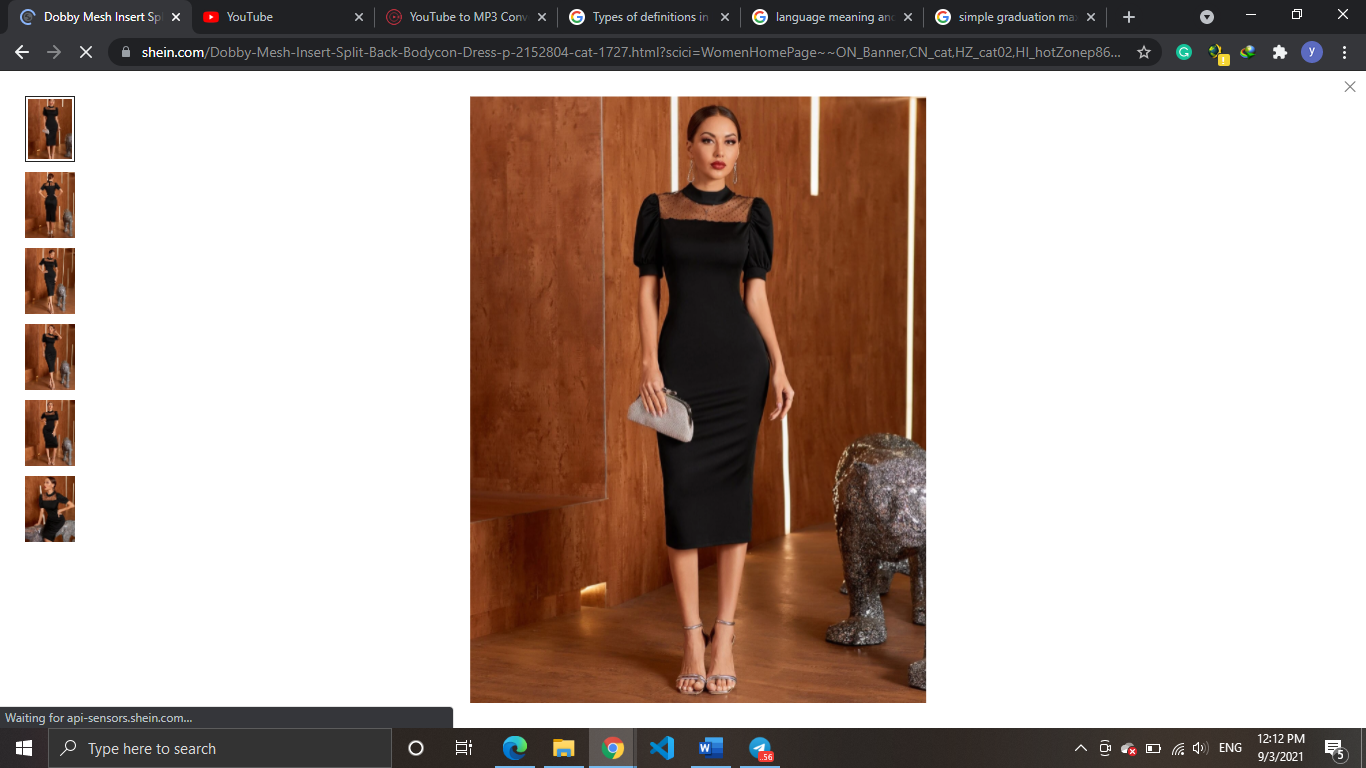 Dobby Mesh Insert Spl
YouTube
YouTube to MP3 Conv
Types of definitions in
language meaning and
simple graduation ma
shein.com/Dobby-Mesh-Insert-Split-Back-Bodycon-Dress-p-2152804-cat-1727.html?scici=WomenHomePage~~ON_Banner,CN_cat,HZ_cat02,HI_hotZonep86...
y
Waiting for api-sensors.shein.com...
Type here to search
.56
ENG
12:12 PM
9/3/2021
5